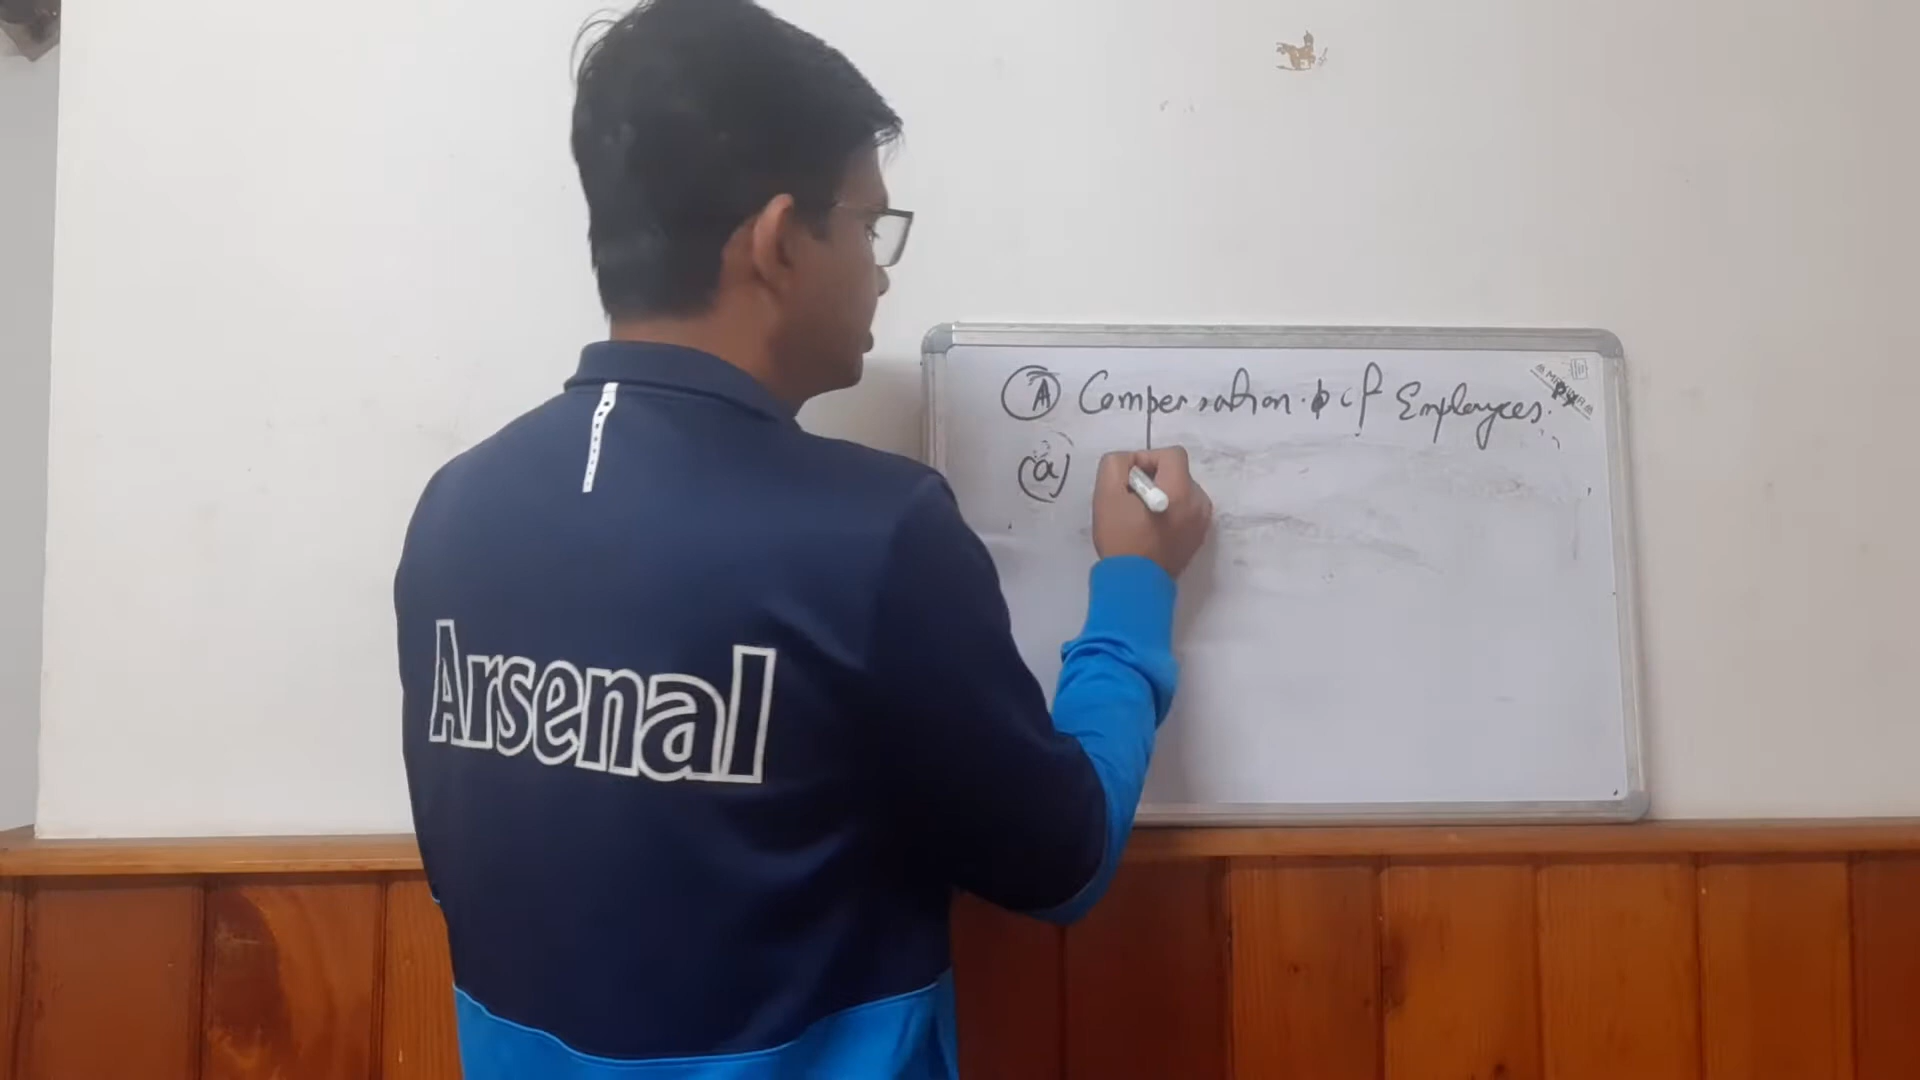 Arsenal
(A) Compensation of Employees.
(a)